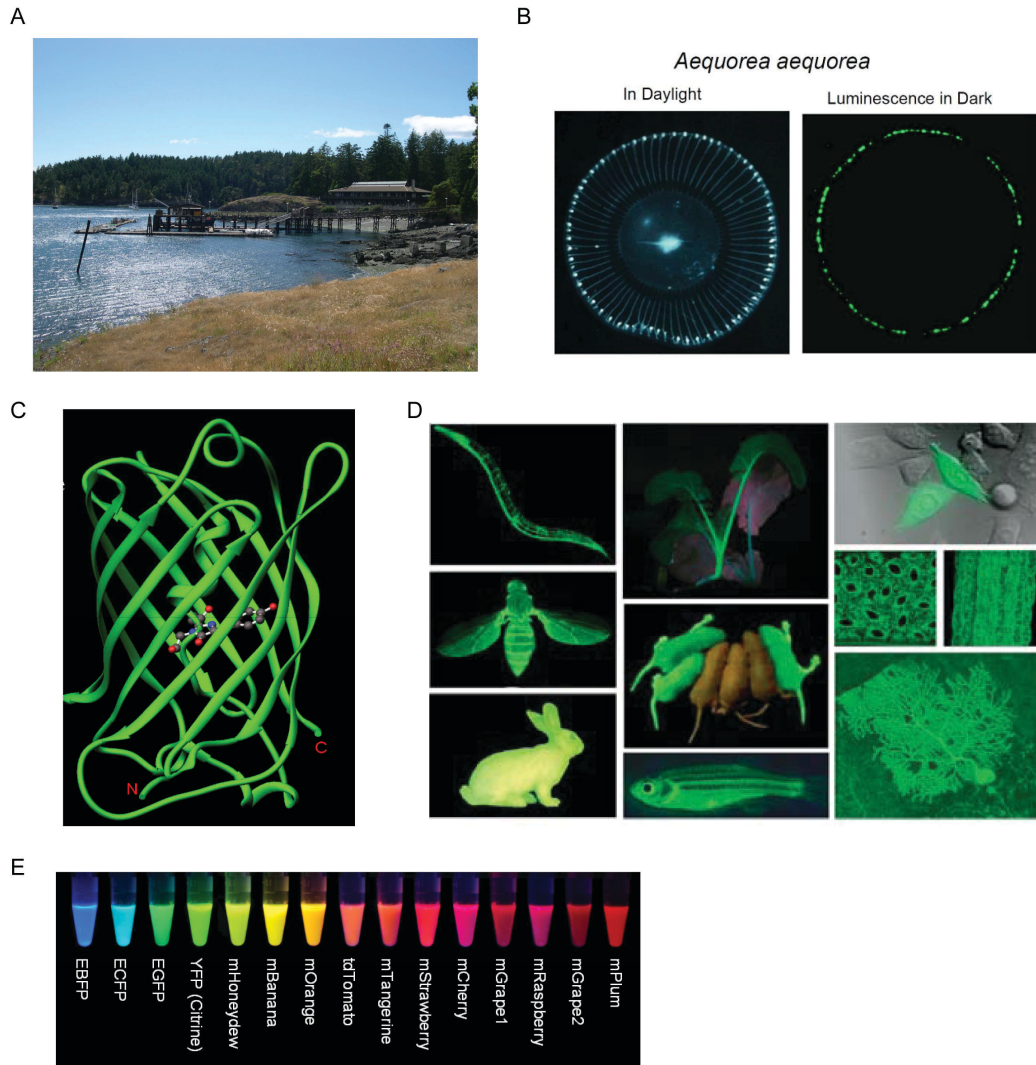 A
B
Aequorea aequorea
In Daylight
Luminescence in Dark
C
N
C
D
E
EBFP
ECFP
EGFP
YFP (Citrine)
mHoneydew
mBanana
mOrange
tdTomato
mTangerine
mStrawberry
mCherry
mGrape1
mRaspberry
mGrape2
mPlum